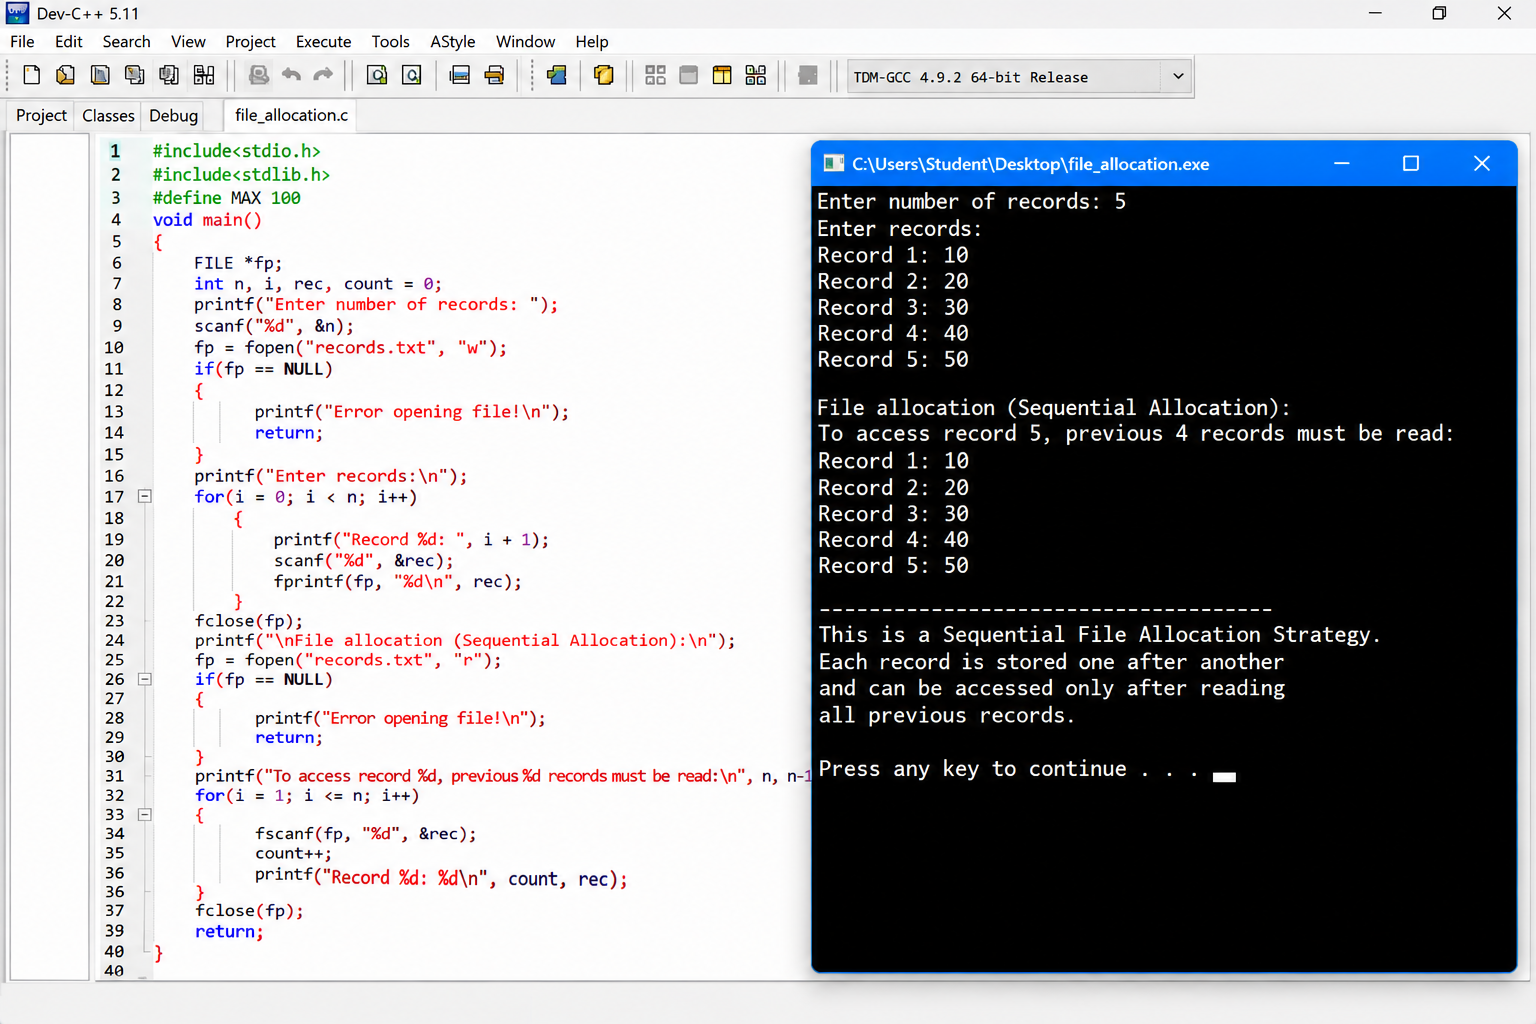 Dev-C++ 5.11
File Edit Search View Project Execute Tools AStyle Window Help
TDM-GCC 4.9.2 64-bit Release
Project Classes Debug file_allocation.c
1 #include<stdio.h>
2 #include<stdlib.h>
3 #define MAX 100
4 void main()
5 {
6 FILE *fp;
7 int n, i, rec, count = 0;
8 printf("Enter number of records: ");
9 scanf("%d", &n);
10 fp = fopen("records.txt", "w");
11 if(fp == NULL)
12 {
13 printf("Error opening file!\n");
14 return;
15 }
16 printf("Enter records:\n");
17 for(i = 0; i < n; i++)
18 {
19 printf("Record %d: ", i + 1);
20 scanf("%d", &rec);
21 fprintf(fp, "%d\n", rec);
22 }
23 fclose(fp);
24 printf("\nFile allocation (Sequential Allocation):\n");
25 fp = fopen("records.txt", "r");
26 if(fp == NULL)
27 {
28 printf("Error opening file!\n");
29 return;
30 }
31 printf("To access record %d, previous %d records must be read:\n", n, n-1
32 for(i = 1; i <= n; i++)
33 {
34 fscanf(fp, "%d", &rec);
35 count++;
36 printf("Record %d: %d\n", count, rec);
36 }
37 fclose(fp);
39 return;
40 }
40
C:\Users\Student\Desktop\file_allocation.exe
Enter number of records: 5
Enter records:
Record 1: 10
Record 2: 20
Record 3: 30
Record 4: 40
Record 5: 50
File allocation (Sequential Allocation):
To access record 5, previous 4 records must be read:
Record 1: 10
Record 2: 20
Record 3: 30
Record 4: 40
Record 5: 50
-------------------------------------
This is a Sequential File Allocation Strategy.
Each record is stored one after another
and can be accessed only after reading
all previous records.
Press any key to continue . . .